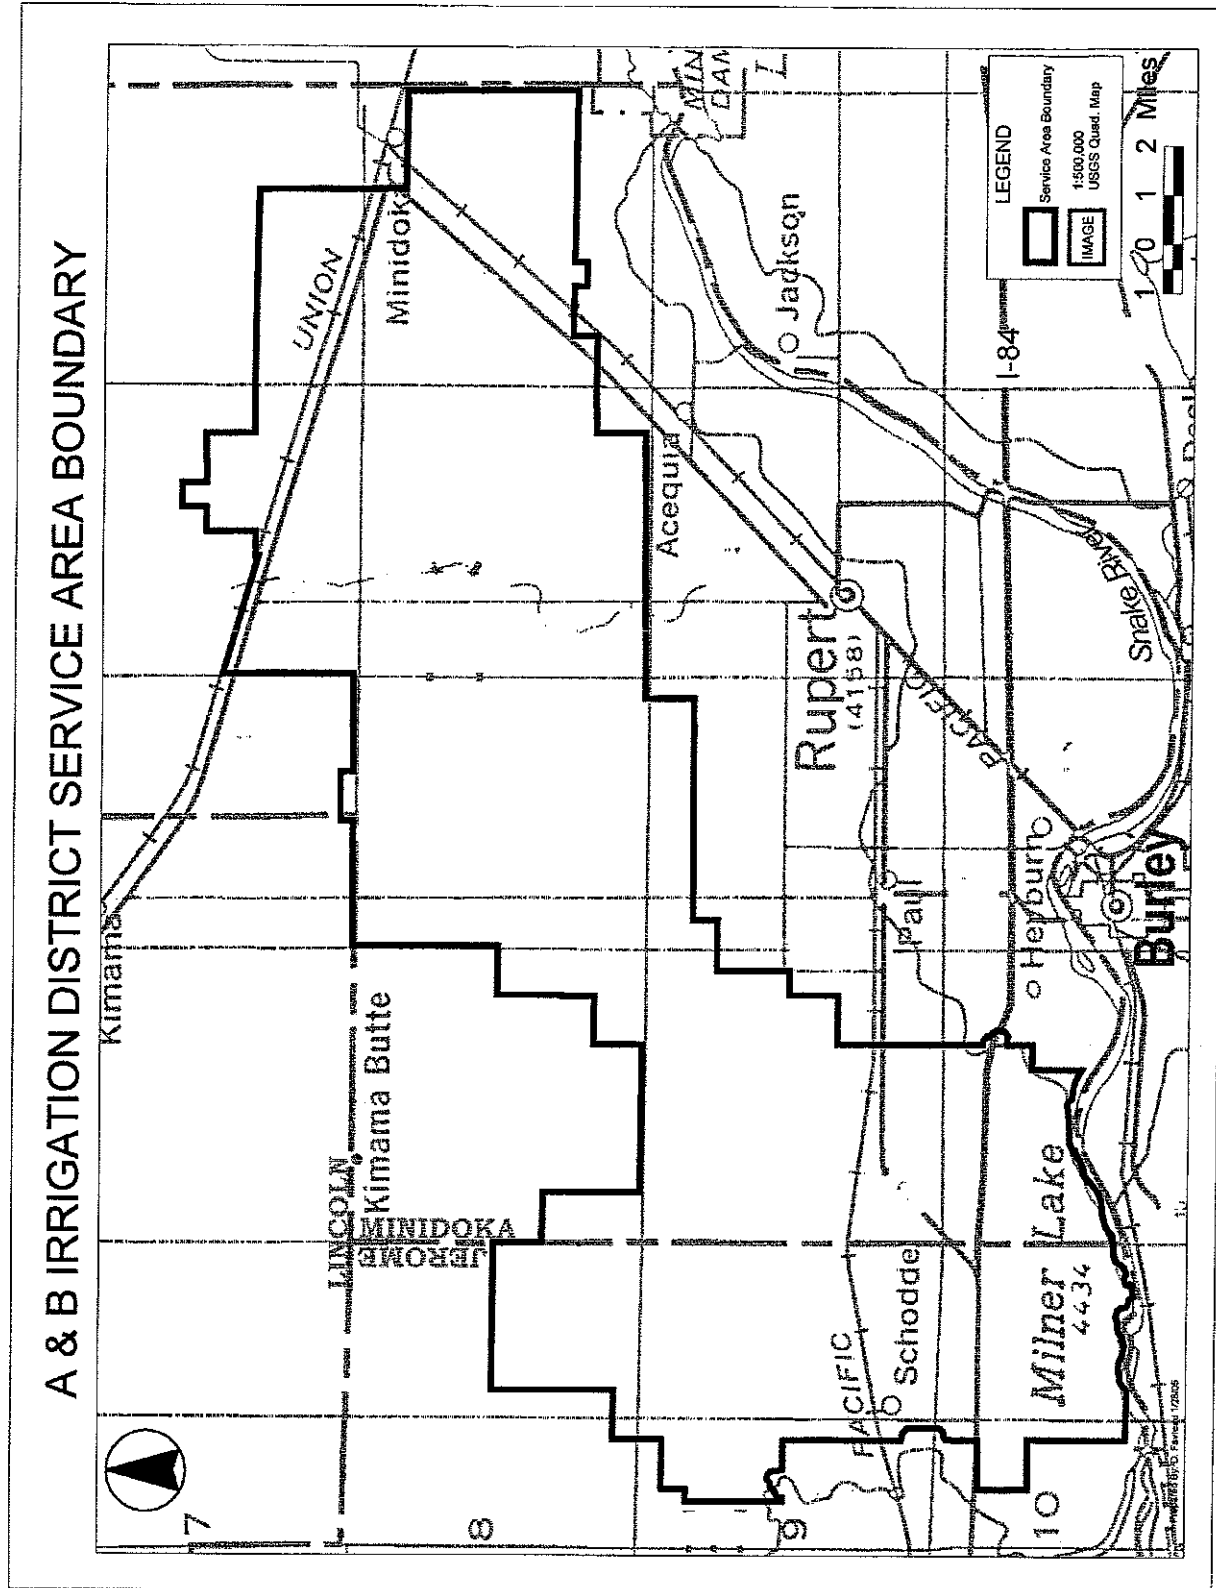 A & B IRRIGATION DISTRICT SERVICE AREA BOUNDARY
Kimama
UNION
Minidoka
LINCOLN
Kimama Butte
MINIDOKA
JEROME
7
8
9
10
Acequia
Jackson
Rupert
(4158)
PACIFIC
Paul
Heyburn
I-84
Snake River
Burley
PACIFIC
Schodde
Milner Lake
4434
LEGEND
Service Area Boundary
IMAGE
1:500,000
USGS Quad. Map
1 0 1 2 Miles